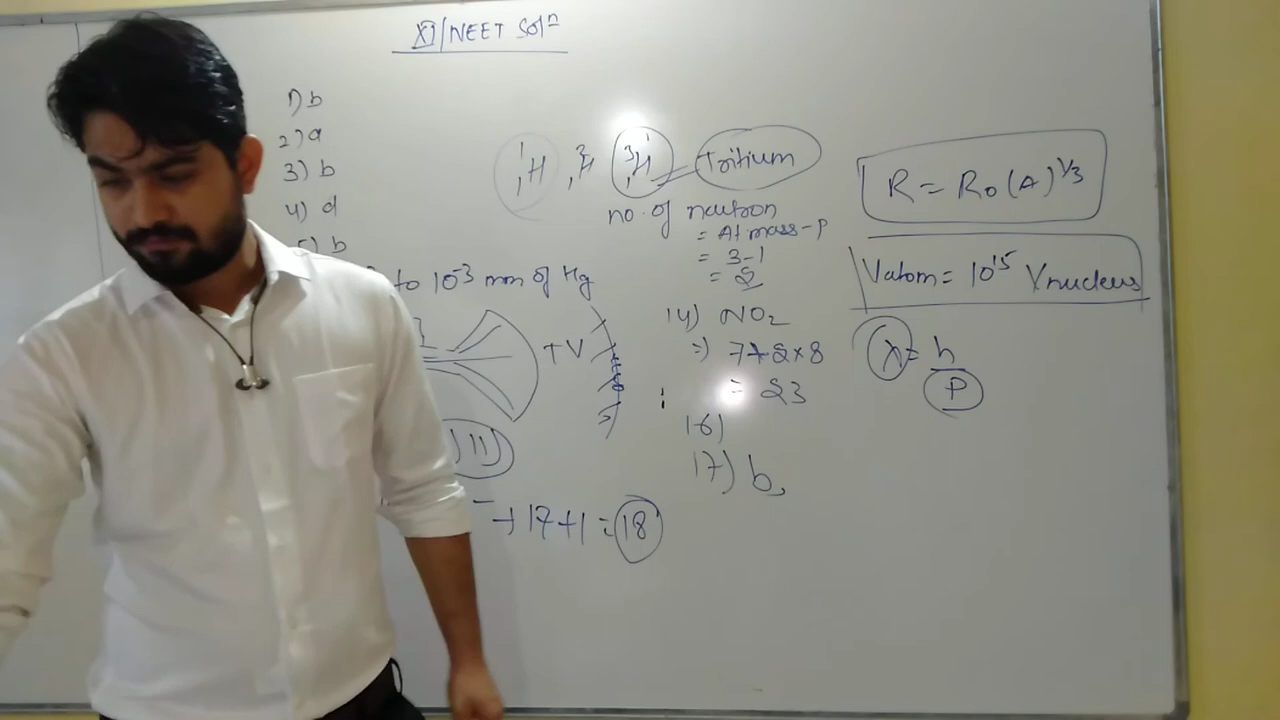 XI/NEET Solⁿ
1) b
2) a
3) b
4) d
5) b
to 10⁻³ mm of Hg
TV
11)
→ 17+1 = 18
¹₁H, ²₁H, ³₁H Tritium
no. of neutron
= At mass-P
= 3-1
= 2
14) NO₂
=) 7+2×8
= 23
16)
17) b,
R = R₀(A)^1/3
Vatom = 10¹⁵ Vnucleus
λ = h/P